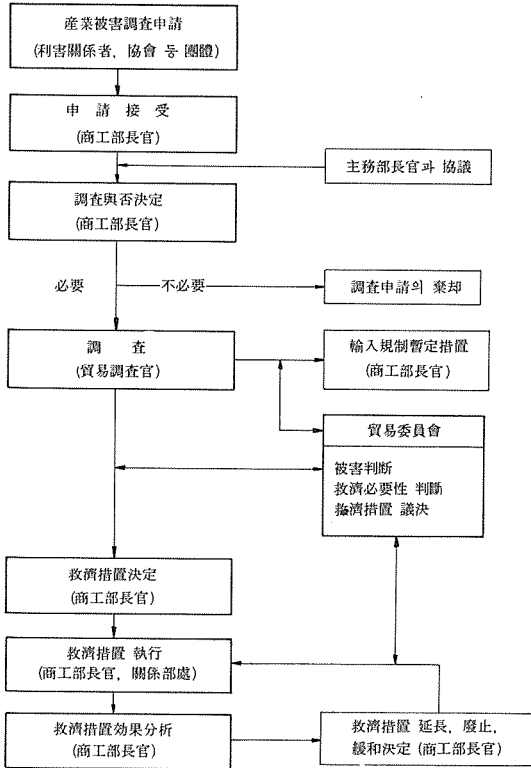 産業被害調査申請
(利害關係者, 協會 등 團體)
申 請 接 受
(商工部長官)
主務部長官과 協議
調査與否決定
(商工部長官)
必要
不必要
調査申請의 棄却
調 査
(貿易調査官)
輸入規制暫定措置
(商工部長官)
貿易委員會
被害判断
救濟必要性 判斷
救濟措置 議決
救濟措置決定
(商工部長官)
救濟措置 執行
(商工部長官, 關係部處)
救濟措置効果分析
(商工部長官)
救濟措置 延長, 廢止,
緩和決定 (商工部長官)